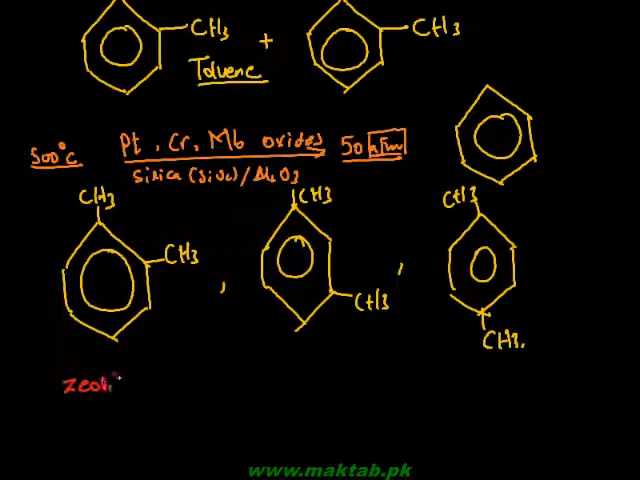 CH3 + CH3
Toluene
500°C Pt, Cr, Mb oxides 50 atm
silica (SiO2) / Al2O3
CH3 CH3 CH3
CH3 , CH3 ,
CH3.
zeoli
www.maktab.pk